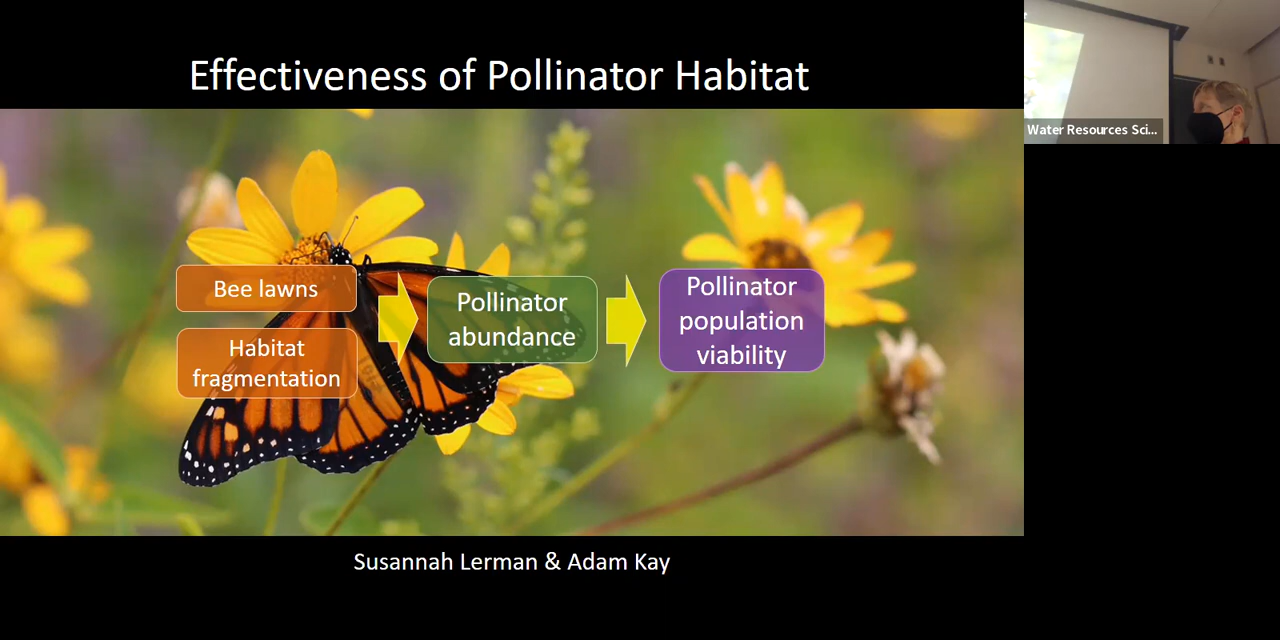 Effectiveness of Pollinator Habitat
Water Resources Sci...
Bee lawns
Habitat
fragmentation
Pollinator
abundance
Pollinator
population
viability
Susannah Lerman & Adam Kay